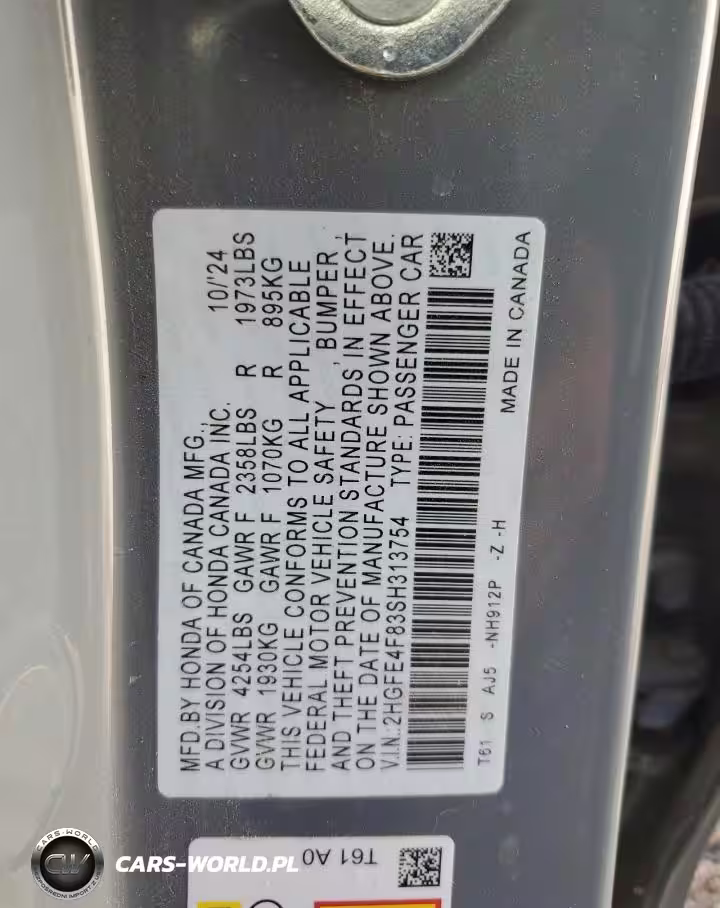 MFD.BY HONDA OF CANADA MFG.,
A DIVISION OF HONDA CANADA INC. 10/'24
GVWR 4254LBS GAWR F 2358LBS R 1973LBS
GVWR 1930KG GAWR F 1070KG R 895KG
THIS VEHICLE CONFORMS TO ALL APPLICABLE
FEDERAL MOTOR VEHICLE SAFETY , BUMPER ,
AND THEFT PREVENTION STANDARDS IN EFFECT
ON THE DATE OF MANUFACTURE SHOWN ABOVE.
V.I.N.:2HGFE4F83SH313754 TYPE: PASSENGER CAR
T61 S AJ5 -NH912P -Z -H MADE IN CANADA
T61 A0
CARS-WORLD
CW
CARS-WORLD.PL